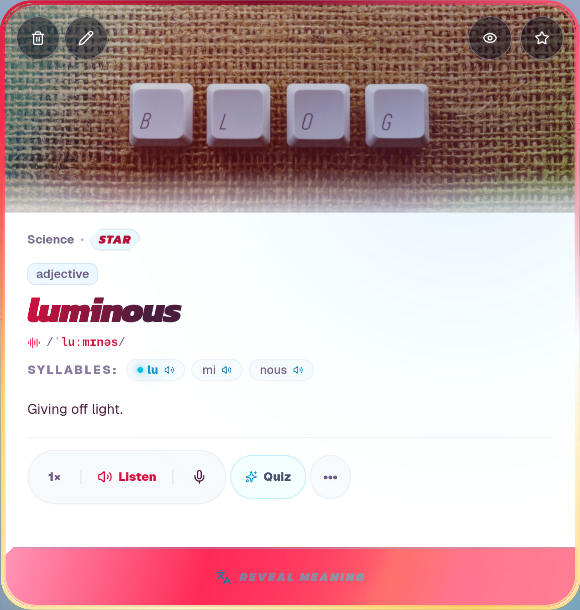 B L O G
Science • STAR
adjective
luminous
/ˈluːmɪnəs/
SYLLABLES: lu mi nous
Giving off light.
1× Listen Quiz
REVEAL MEANING